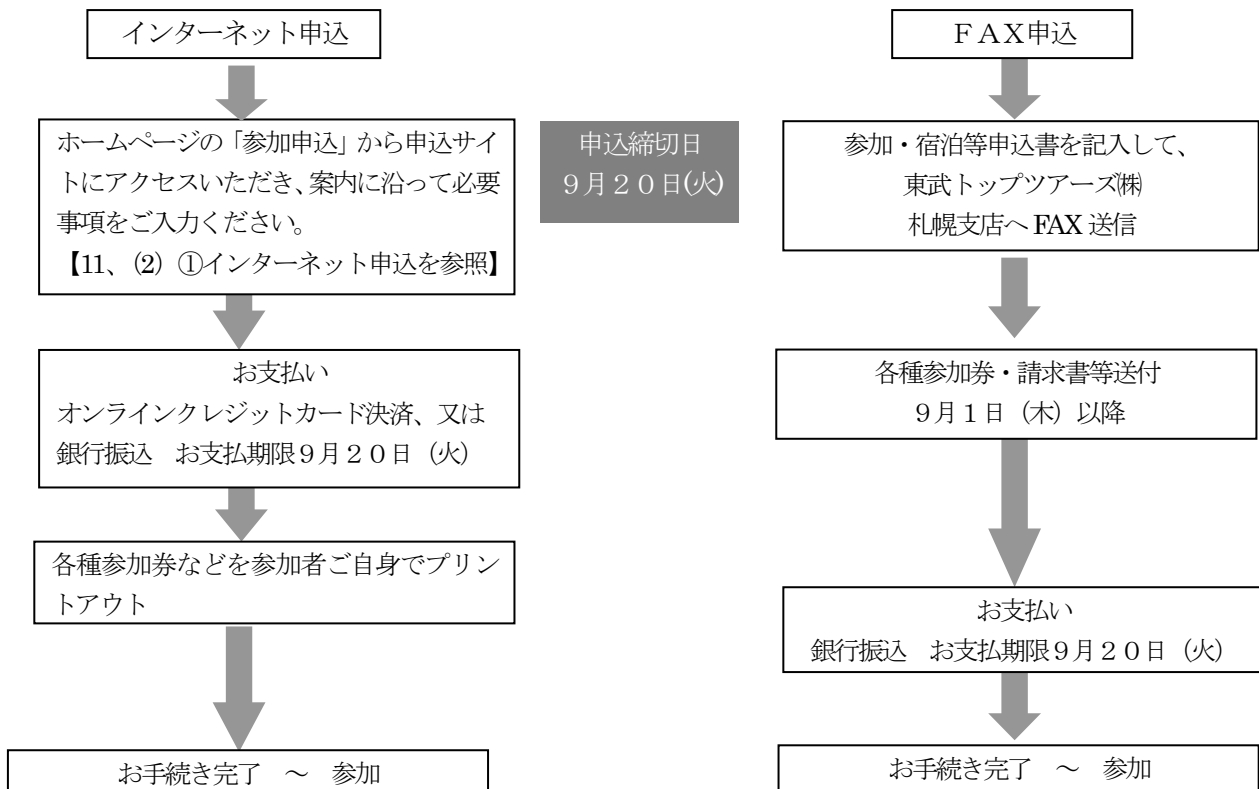 インターネット申込
ホームページの「参加申込」から申込サイ
トにアクセスいただき、案内に沿って必要
事項をご入力ください。
【11、(2) ①インターネット申込を参照】
お支払い
オンラインクレジットカード決済、又は
銀行振込　お支払期限９月２０日（火）
各種参加券などを参加者ご自身でプリン
トアウト
お手続き完了　～　参加
申込締切日
９月２０日(火)
ＦＡＸ申込
参加・宿泊等申込書を記入して、
東武トップツアーズ㈱
札幌支店へ FAX 送信
各種参加券・請求書等送付
９月１日（木）以降
お支払い
銀行振込　お支払期限９月２０日（火）
お手続き完了　～　参加